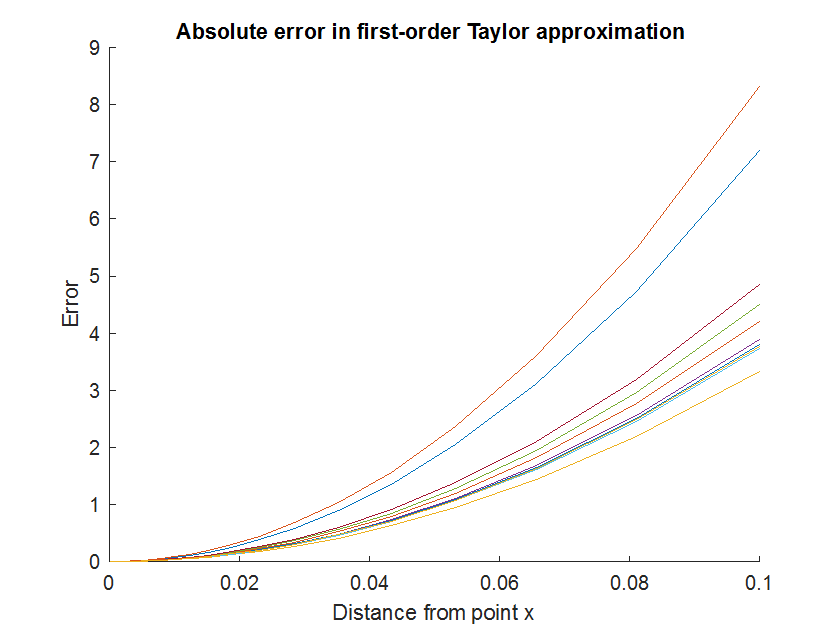 Absolute error in first-order Taylor approximation
9
8
7
6
5
4
3
2
1
0
Error
0 0.02 0.04 0.06 0.08 0.1
Distance from point x